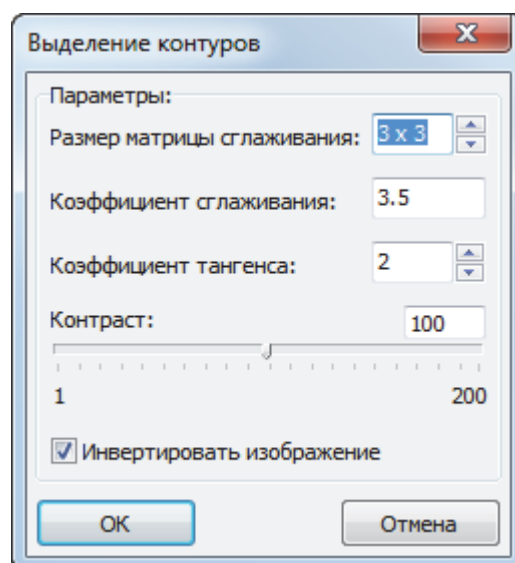 Выделение контуров
Параметры:
Размер матрицы сглаживания: 3 x 3
Коэффициент сглаживания: 3.5
Коэффициент тангенса: 2
Контраст: 100
1 200
Инвертировать изображение
ОК Отмена